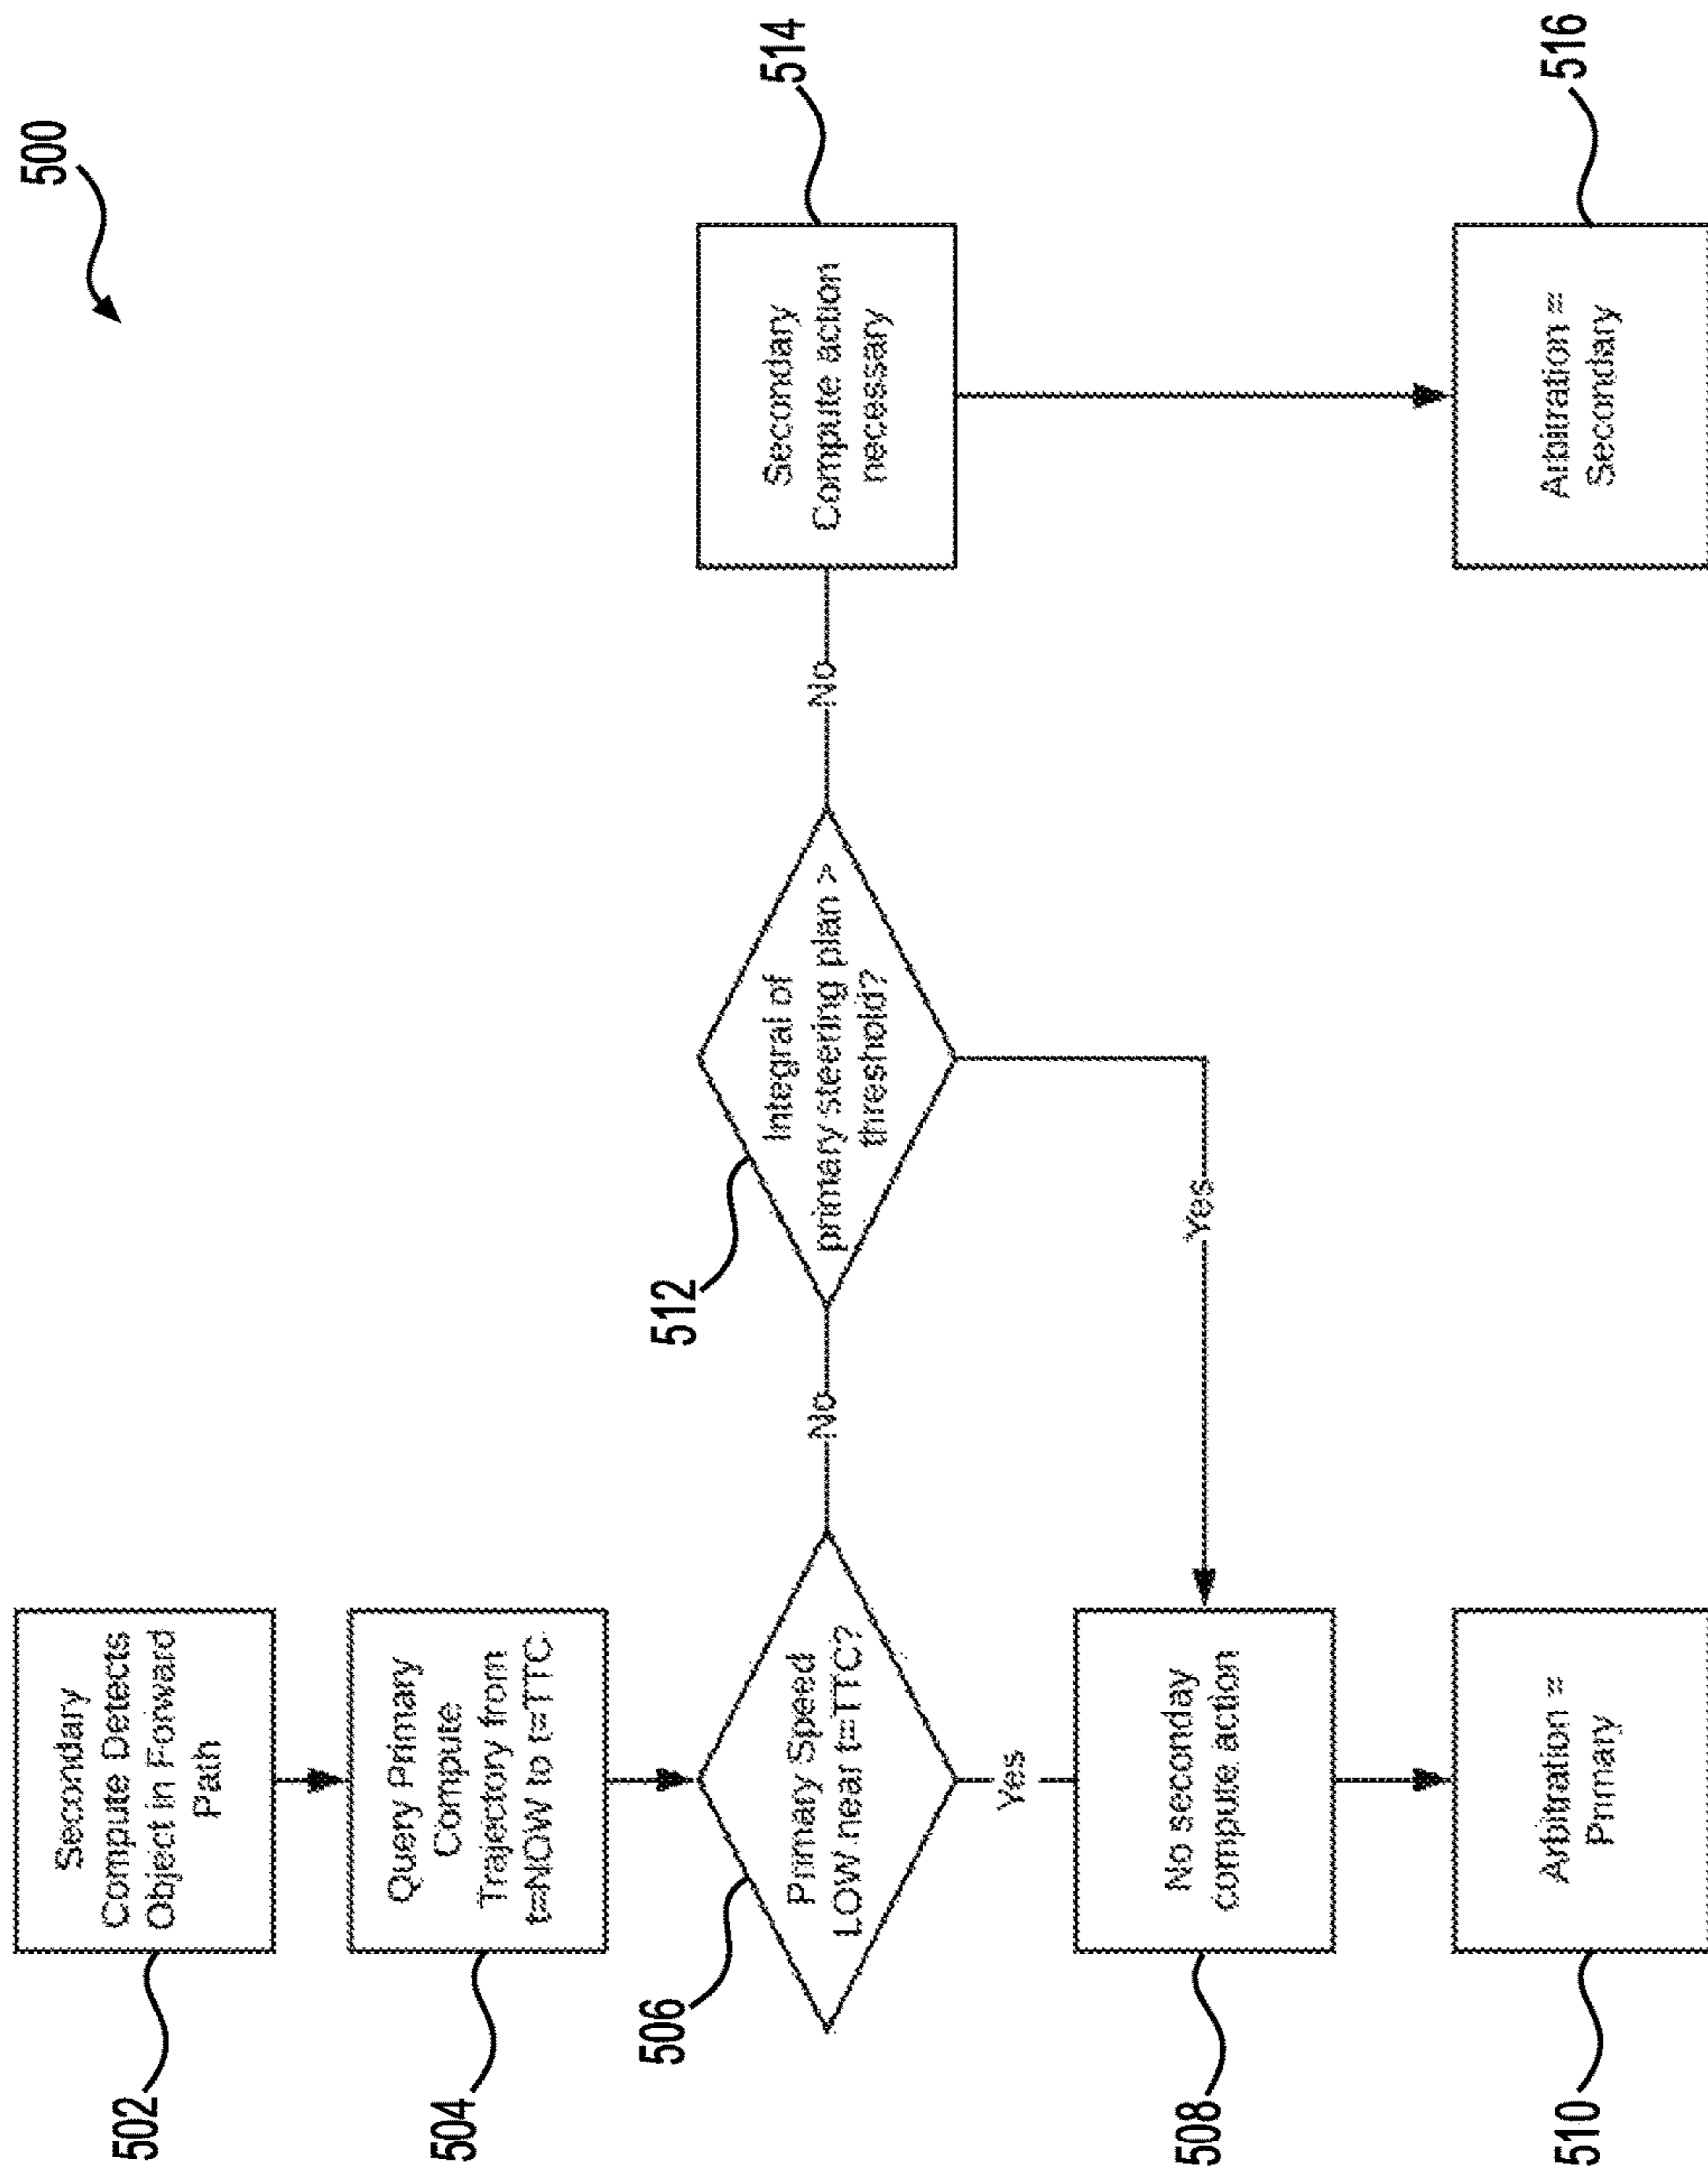 500
502
Secondary
Compute Detects
Object in Forward
Path
504
Query Primary
Compute
Trajectory from
t=NOW to t=TTC
506
Primary Speed
LOW near t=TTC?
No
512
Integral of
primary steering plan >
threshold?
No
514
Secondary
Compute action
necessary
Yes
Yes
508
No seconday
compute action
510
Arbitration =
Primary
516
Arbitration =
Secondary